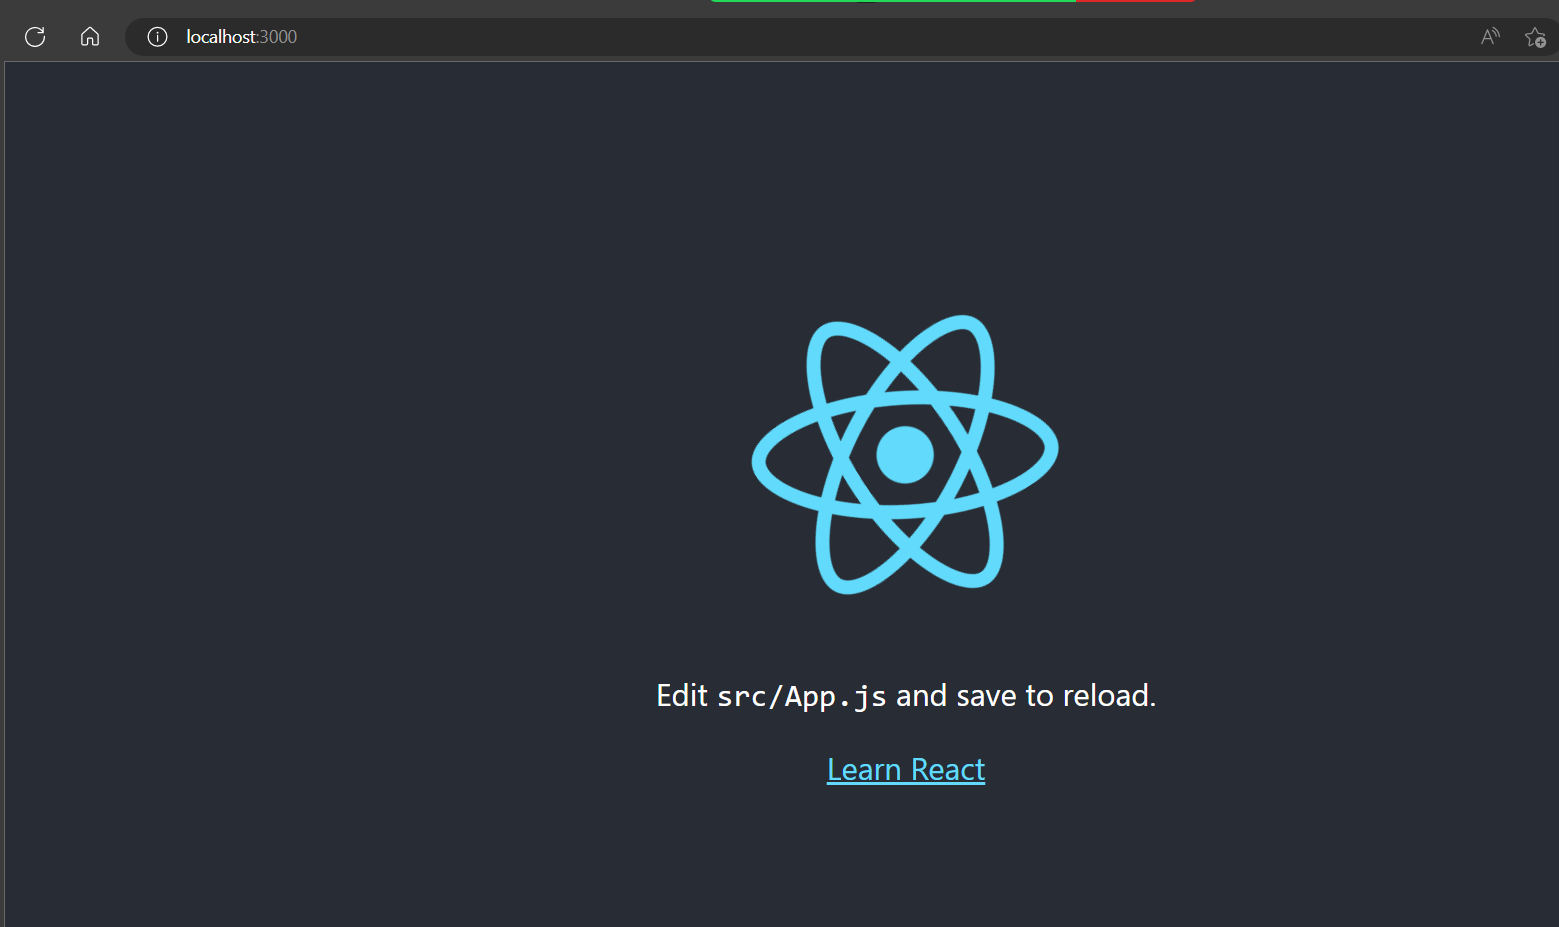 localhost:3000
Edit src/App.js and save to reload.
Learn React